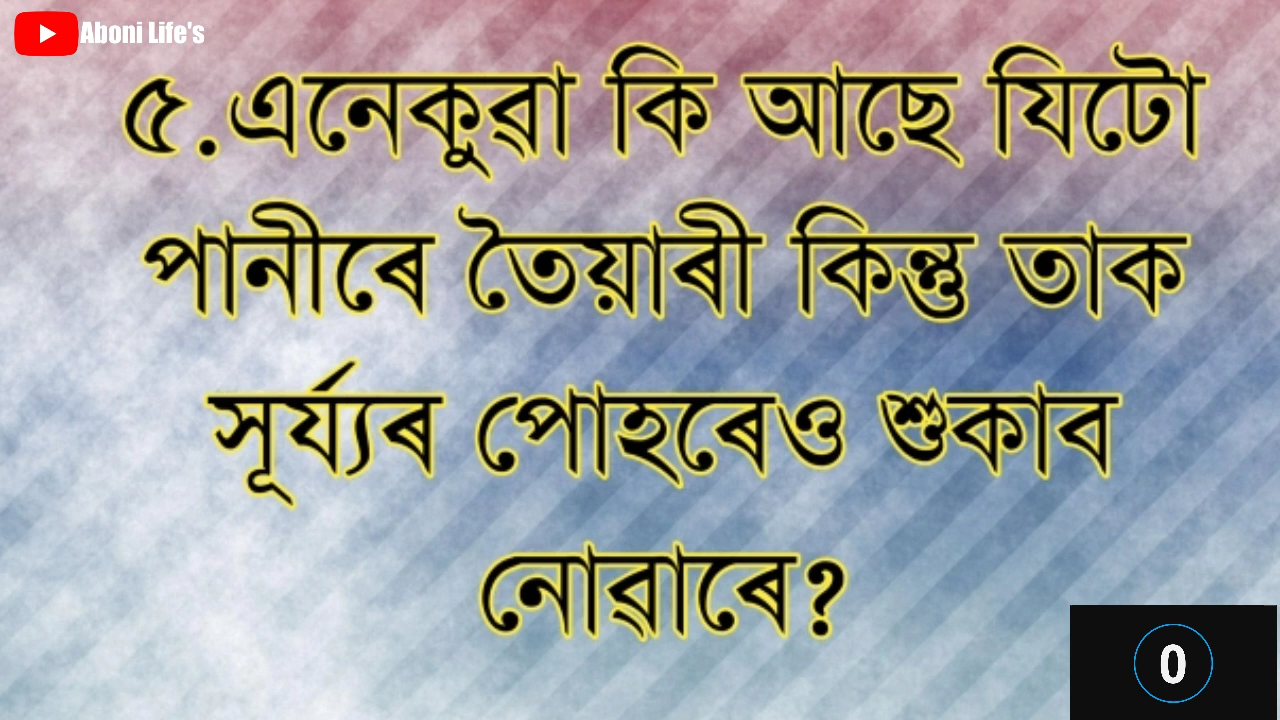 Aboni Life's
৫.এনেকুৱা কি আছে যিটো
পানীৰে তৈয়াৰী কিন্তু তাক
সূৰ্য্যৰ পোহৰেও শুকাব
নোৱাৰে?
0